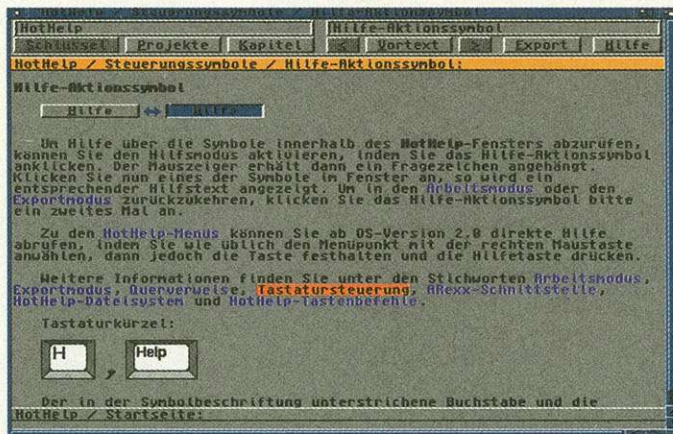 HotHelp / Steuerungssymbole / Hilfe-Aktionssymbol
HotHelp Hilfe-Aktionssymbol
Schlüssel Projekte Kapitel < Vortext > Export Hilfe
HotHelp / Steuerungssymbole / Hilfe-Aktionssymbol:
Hilfe-Aktionssymbol
Hilfe ⇔ Hilfe
Um Hilfe über die Symbole innerhalb des HotHelp-Fensters abzurufen,
können Sie den Hilfsmodus aktivieren, indem Sie das Hilfe-Aktionssymbol
anklicken. Der Mauszeiger erhält dann ein Fragezeichen angehängt.
Klicken Sie nun eines der Symbole im Fenster an, so wird ein
entsprechender Hilfstext angezeigt. Um in den Arbeitsmodus oder den
Exportmodus zurückzukehren, klicken Sie das Hilfe-Aktionssymbol bitte
ein zweites Mal an.
Zu den HotHelp-Menus können Sie ab OS-Version 2.0 direkte Hilfe
abrufen, indem Sie wie üblich den Menüpunkt mit der rechten Maustaste
anwählen, dann jedoch die Taste festhalten und die Hilfetaste drücken.
Weitere Informationen finden Sie unter den Stichworten Arbeitsmodus,
Exportmodus, Querverweise, Tastatursteuerung, ARexx-Schnittstelle,
HotHelp-Dateisystem und HotHelp-Tastenbefehle.
Tastaturkürzel:
H , Help
Der in der Symbolbeschriftung unterstrichene Buchstabe und die
HotHelp / Startseite: